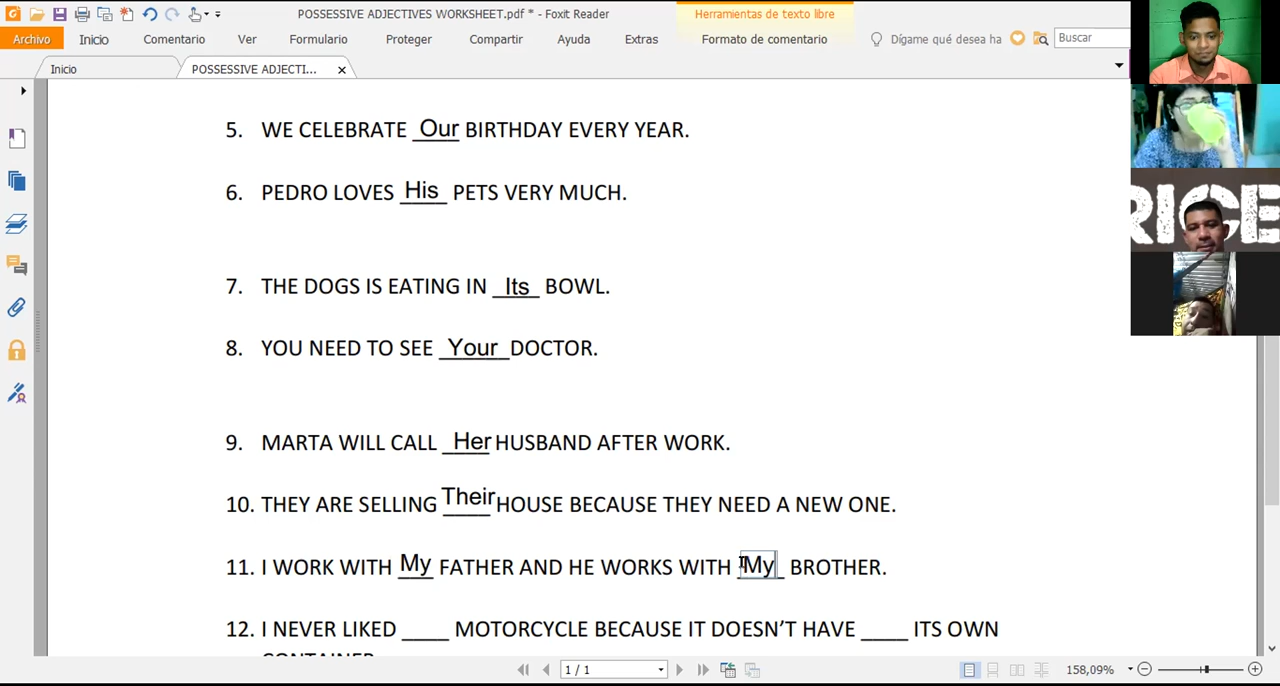 POSSESSIVE ADJECTIVES WORKSHEET.pdf * - Foxit Reader
Herramientas de texto libre
Archivo Inicio Comentario Ver Formulario Proteger Compartir Ayuda Extras Formato de comentario Dígame qué desea ha Buscar
Inicio POSSESSIVE ADJECTI...
5. WE CELEBRATE Our BIRTHDAY EVERY YEAR.
6. PEDRO LOVES His PETS VERY MUCH.
7. THE DOGS IS EATING IN Its BOWL.
8. YOU NEED TO SEE Your DOCTOR.
9. MARTA WILL CALL Her HUSBAND AFTER WORK.
10. THEY ARE SELLING Their HOUSE BECAUSE THEY NEED A NEW ONE.
11. I WORK WITH My FATHER AND HE WORKS WITH My BROTHER.
12. I NEVER LIKED ____ MOTORCYCLE BECAUSE IT DOESN'T HAVE ____ ITS OWN
CONTAINER
RICE
1 / 1 158,09%